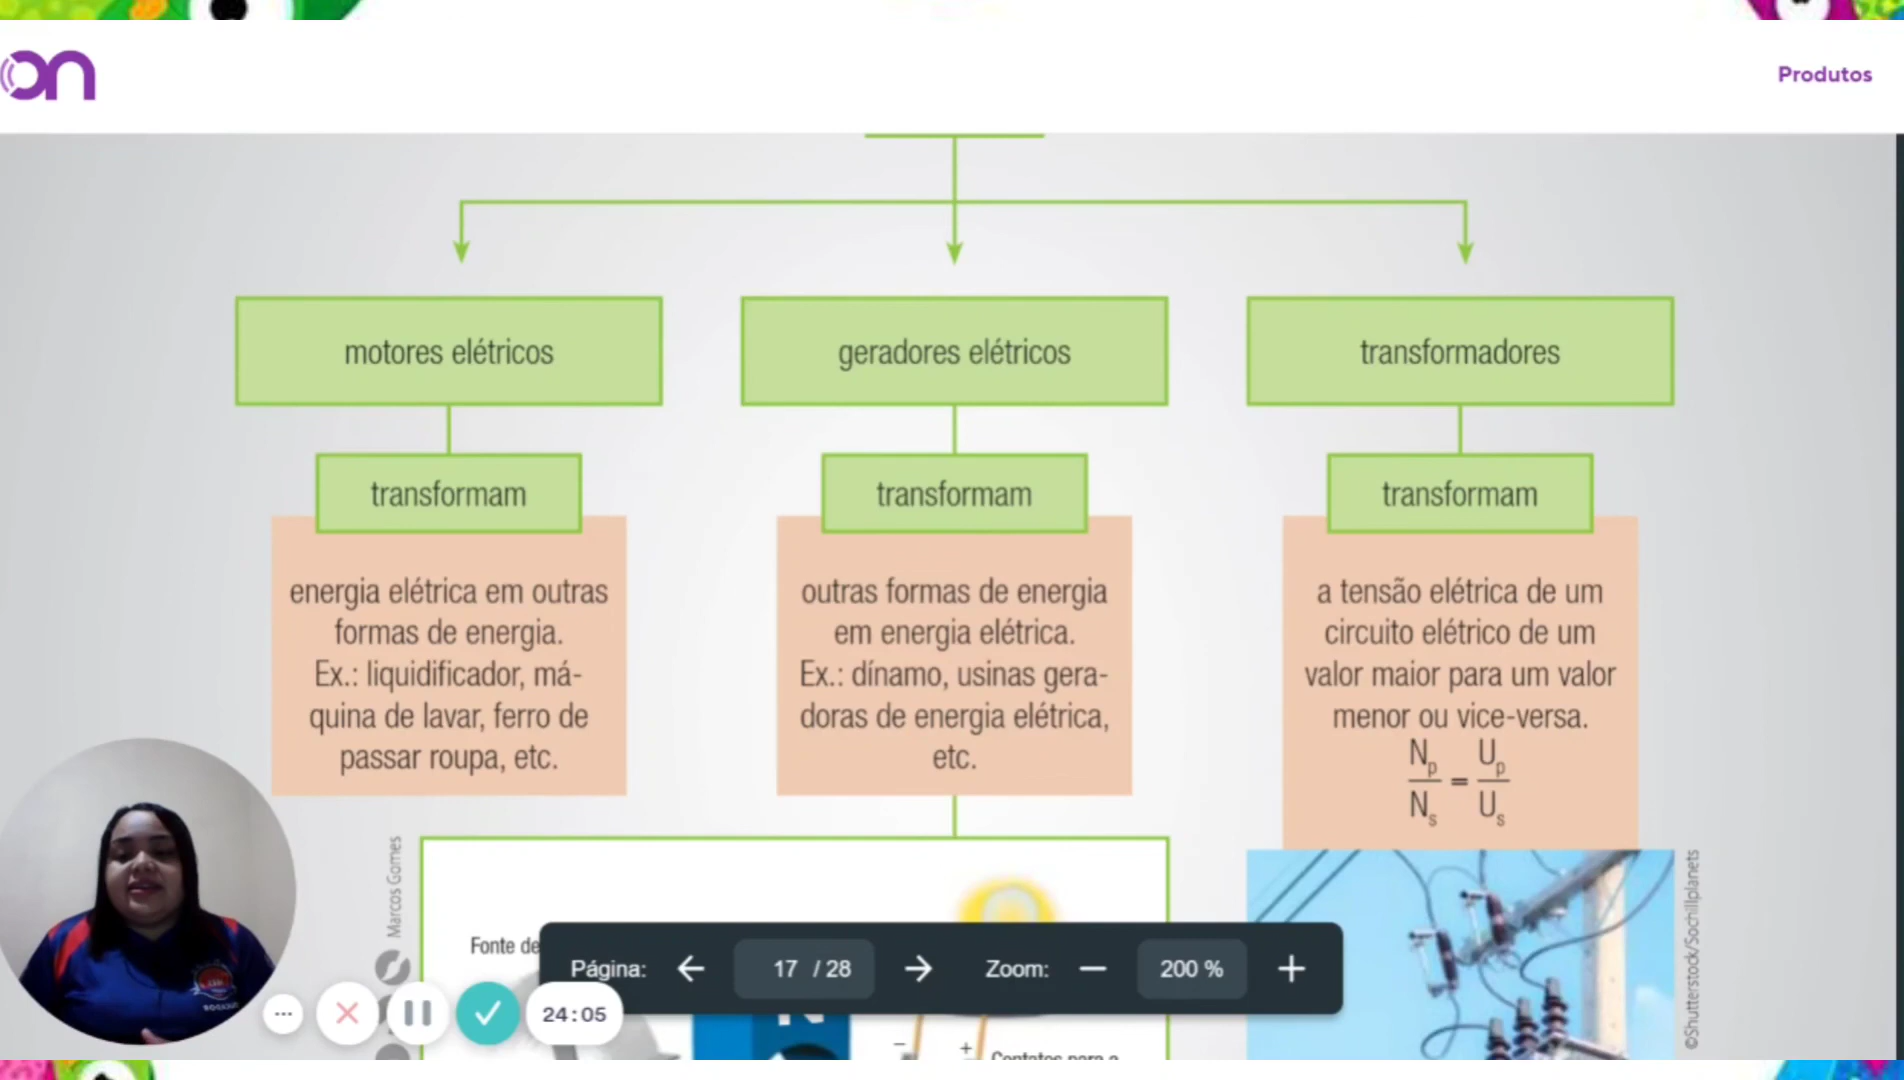 on
Produtos
motores elétricos
geradores elétricos
transformadores
transformam
transformam
transformam
energia elétrica em outras
formas de energia.
Ex.: liquidificador, má-
quina de lavar, ferro de
passar roupa, etc.
outras formas de energia
em energia elétrica.
Ex.: dínamo, usinas gera-
doras de energia elétrica,
etc.
a tensão elétrica de um
circuito elétrico de um
valor maior para um valor
menor ou vice-versa.
Np/Ns = Up/Us
Marcos Gomes
Fonte de
©Shutterstock/Sochillplanets
Página: 17 / 28 Zoom: 200 %
24:05
− +
Contatos para a